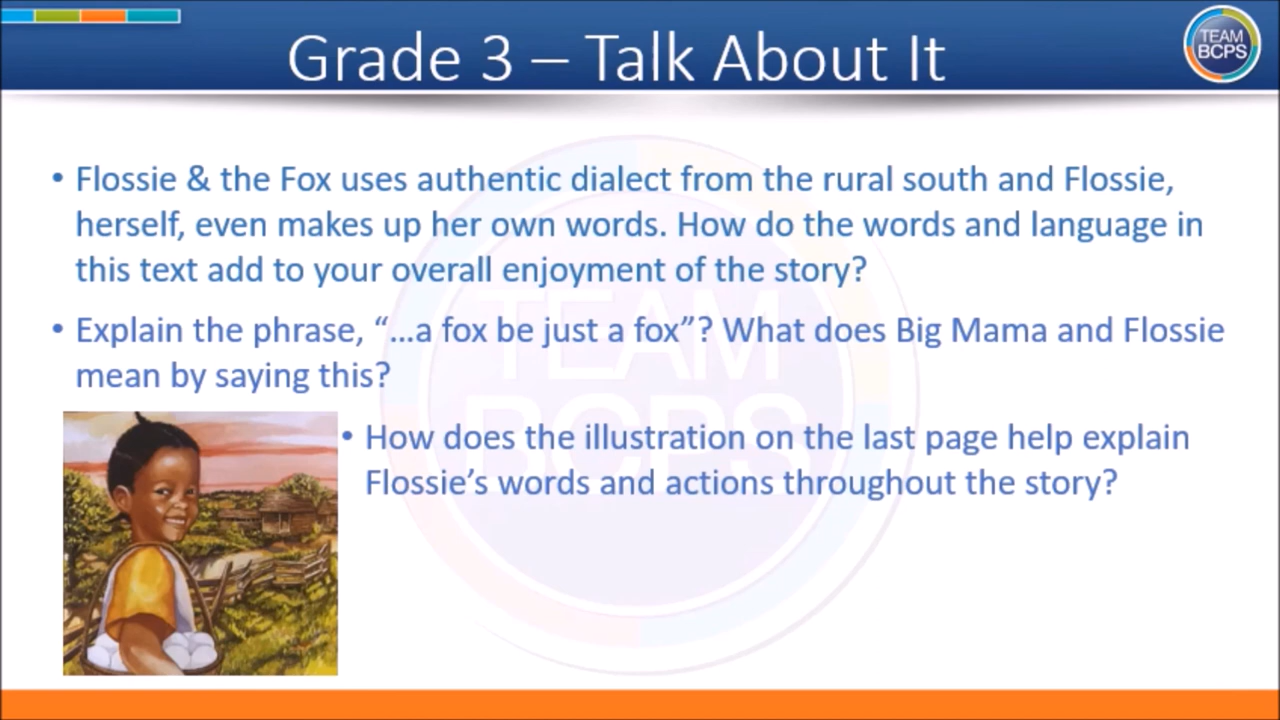 Grade 3 – Talk About It
TEAM
BCPS
• Flossie & the Fox uses authentic dialect from the rural south and Flossie,
herself, even makes up her own words. How do the words and language in
this text add to your overall enjoyment of the story?
• Explain the phrase, “…a fox be just a fox”? What does Big Mama and Flossie
mean by saying this?
• How does the illustration on the last page help explain
Flossie’s words and actions throughout the story?
TEAM
BCPS